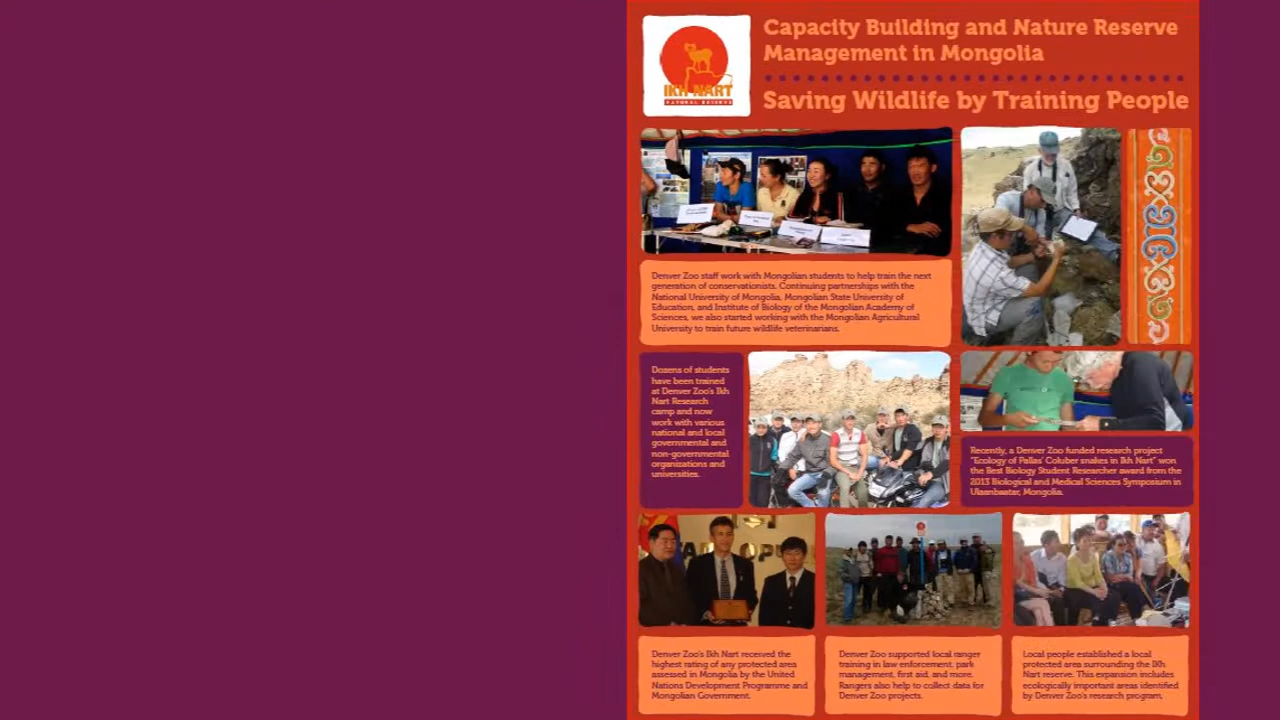 IKH NART
NATURAL RESERVE
Capacity Building and Nature Reserve
Management in Mongolia
Saving Wildlife by Training People
Denver Zoo staff work with Mongolian students to help train the next
generation of conservationists. Continuing partnerships with the
National University of Mongolia, Mongolian State University of
Education, and Institute of Biology of the Mongolian Academy of
Sciences, we also started working with the Mongolian Agricultural
University to train future wildlife veterinarians.
Dozens of students
have been trained
at Denver Zoo's Ikh
Nart Research
camp and now
work with various
national and local
governmental and
non-governmental
organizations and
universities.
Recently, a Denver Zoo funded research project
"Ecology of Pallas' Coluber snakes in Ikh Nart" won
the Best Biology Student Researcher award from the
2013 Biological and Medical Sciences Symposium in
Ulaanbaatar, Mongolia.
Denver Zoo's Ikh Nart received the
highest rating of any protected area
assessed in Mongolia by the United
Nations Development Programme and
Mongolian Government.
Denver Zoo supported local ranger
training in law enforcement, park
management, first aid, and more.
Rangers also help to collect data for
Denver Zoo projects.
Local people established a local
protected area surrounding the IKh
Nart reserve. This expansion includes
ecologically important areas identified
by Denver Zoo's research program.